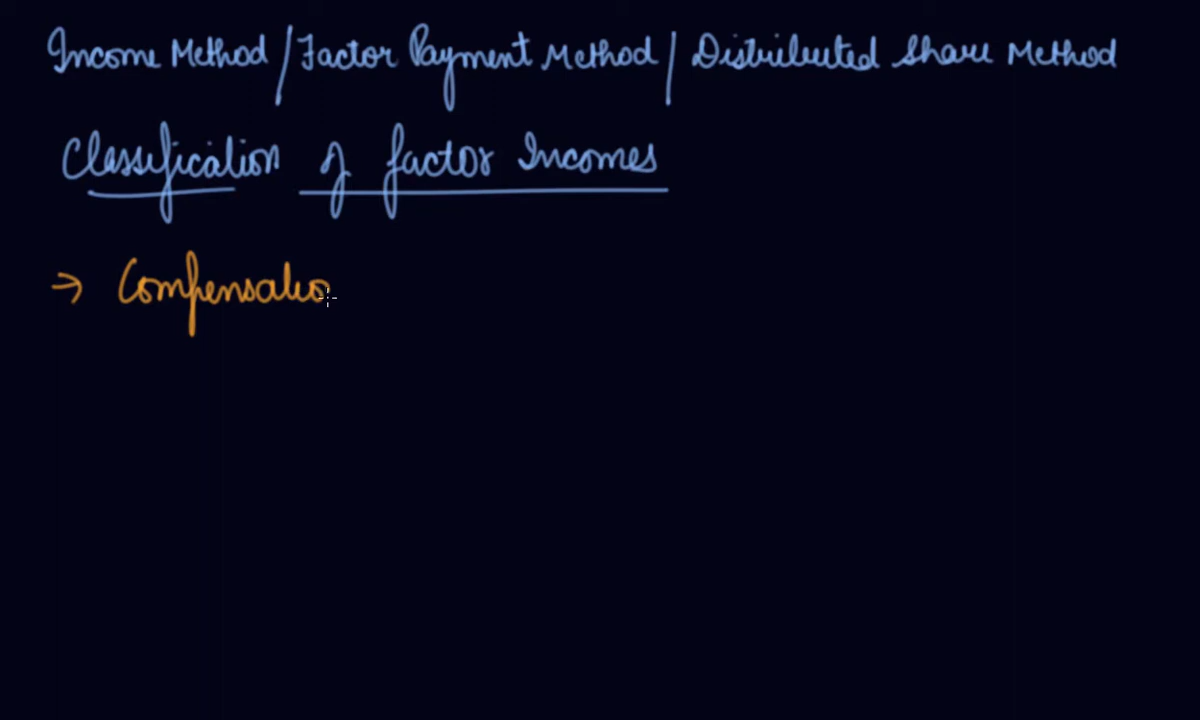 Income Method / Factor Payment Method / Distributed Share Method
Classification of factor Incomes
→ Compensatio